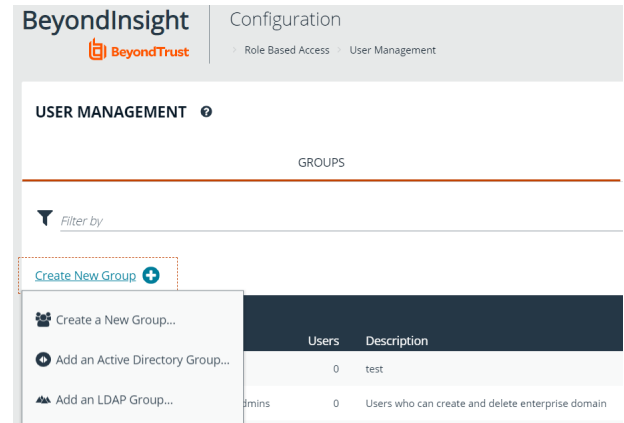 BeyondInsight
BeyondTrust
Configuration
Role Based Access
User Management
USER MANAGEMENT
GROUPS
Filter by
Create New Group
Create a New Group...
Add an Active Directory Group...
Add an LDAP Group...
Users Description
0 test
dmins 0 Users who can create and delete enterprise domain